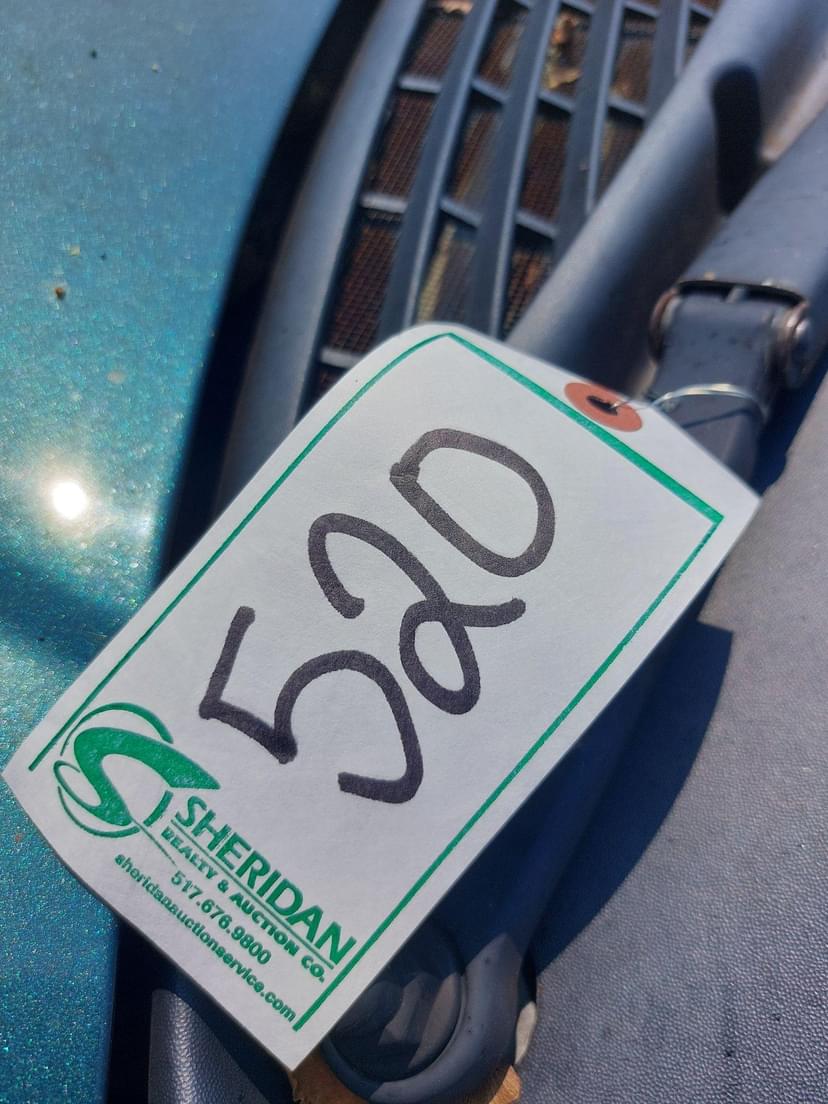 520
SHERIDAN
REALTY & AUCTION CO.
517.676.9800
sheridanauctionservice.com